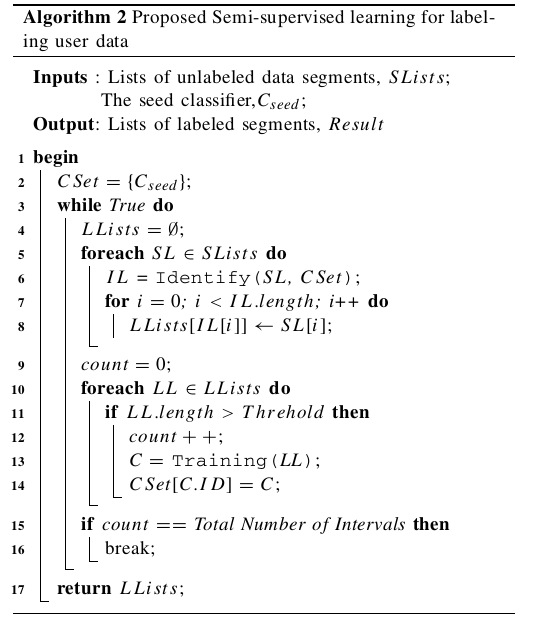 Algorithm 2 Proposed Semi-supervised learning for label-
ing user data
Inputs : Lists of unlabeled data segments, SLists;
The seed classifier,C_seed;
Output: Lists of labeled segments, Result
1 begin
2 CSet = {C_seed};
3 while True do
4 LLists = ∅;
5 foreach SL ∈ SLists do
6 IL = Identify(SL, CSet);
7 for i = 0; i < IL.length; i++ do
8 LLists[IL[i]] ← SL[i];
9 count = 0;
10 foreach LL ∈ LLists do
11 if LL.length > Threhold then
12 count + +;
13 C = Training(LL);
14 CSet[C.ID] = C;
15 if count == Total Number of Intervals then
16 break;
17 return LLists;